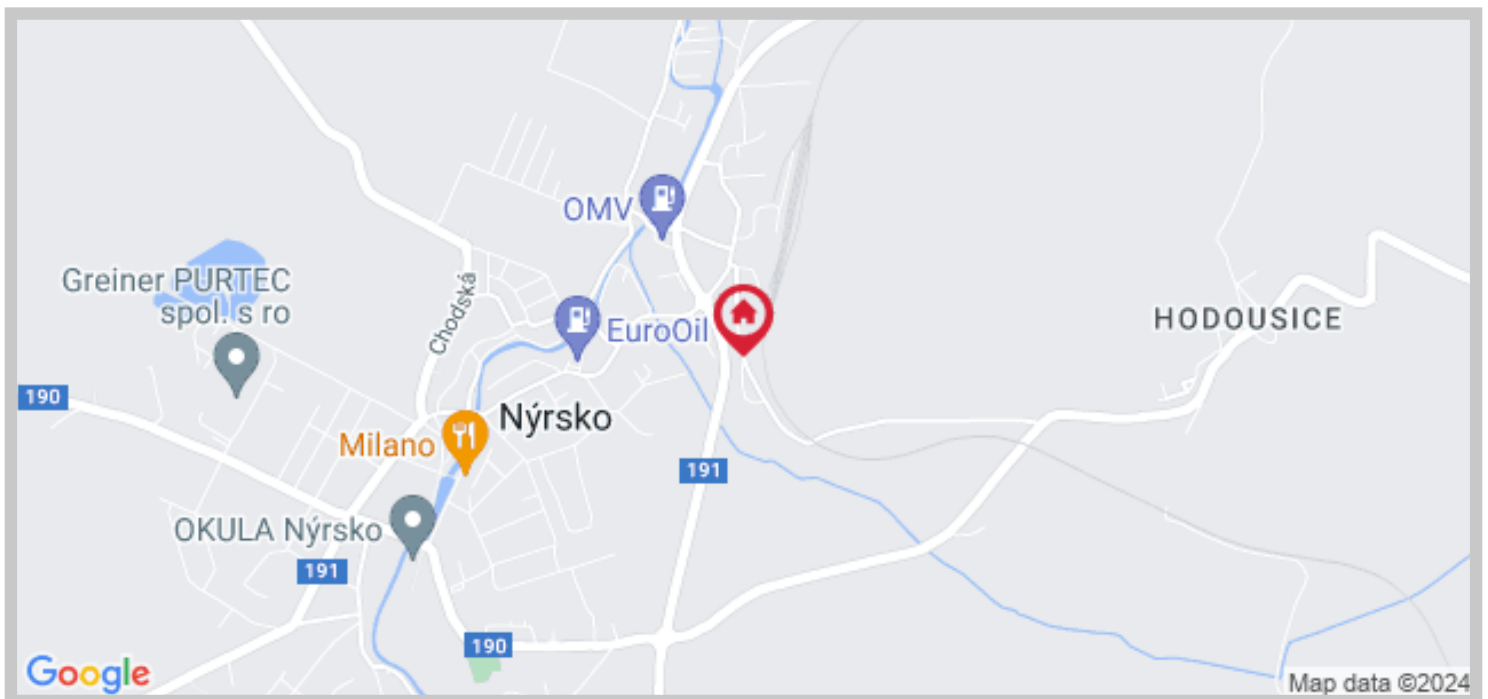 OMV
Greiner PURTEC
spol. s ro
Chodská
EuroOil
HODOUSICE
190
Nýrsko
Milano
191
OKULA Nýrsko
191
190
Google
Map data ©2024